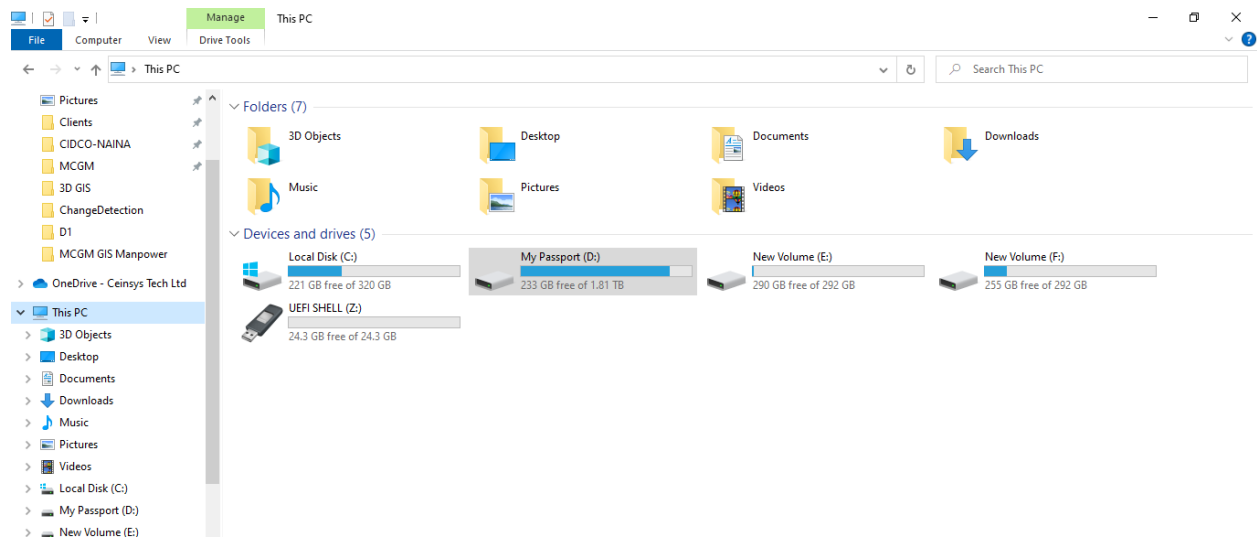 Manage This PC
File Computer View Drive Tools
This PC
Search This PC
Pictures
Clients
CIDCO-NAINA
MCGM
3D GIS
ChangeDetection
D1
MCGM GIS Manpower
OneDrive - Ceinsys Tech Ltd
This PC
3D Objects
Desktop
Documents
Downloads
Music
Pictures
Videos
Local Disk (C:)
My Passport (D:)
New Volume (E:)
Folders (7)
3D Objects
Desktop
Documents
Downloads
Music
Pictures
Videos
Devices and drives (5)
Local Disk (C:)
221 GB free of 320 GB
My Passport (D:)
233 GB free of 1.81 TB
New Volume (E:)
290 GB free of 292 GB
New Volume (F:)
255 GB free of 292 GB
UEFI SHELL (Z:)
24.3 GB free of 24.3 GB